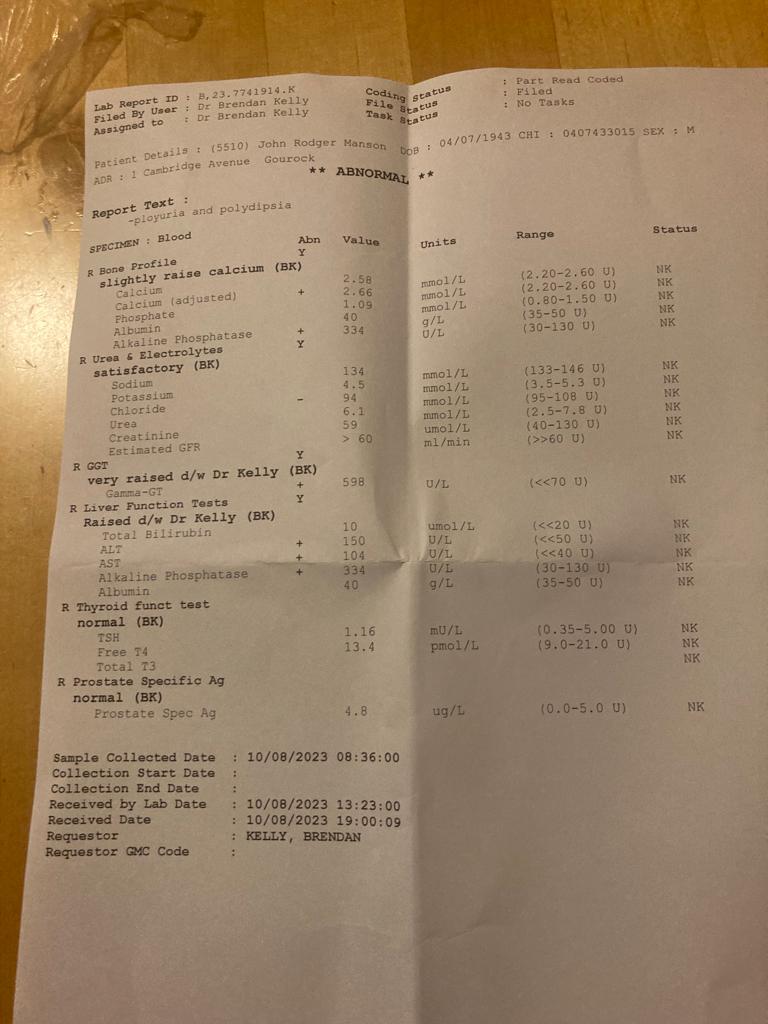 Lab Report ID : B,23.7741914.K Coding Status : Part Read Coded
Filed By User : Dr Brendan Kelly File Status : Filed
Assigned to : Dr Brendan Kelly Task Status : No Tasks
Patient Details : (5510) John Rodger Manson DOB : 04/07/1943 CHI : 0407433015 SEX : M
ADR : 1 Cambridge Avenue Gourock
** ABNORMAL **
Report Text :
-ployuria and polydipsia
SPECIMEN : Blood Abn Value Units Range Status
R Bone Profile Y
slightly raise calcium (BK)
Calcium 2.58 mmol/L (2.20-2.60 U) NK
Calcium (adjusted) + 2.66 mmol/L (2.20-2.60 U) NK
Phosphate 1.09 mmol/L (0.80-1.50 U) NK
Albumin 40 g/L (35-50 U) NK
Alkaline Phosphatase + 334 U/L (30-130 U) NK
R Urea & Electrolytes Y
satisfactory (BK)
Sodium 134 mmol/L (133-146 U) NK
Potassium 4.5 mmol/L (3.5-5.3 U) NK
Chloride - 94 mmol/L (95-108 U) NK
Urea 6.1 mmol/L (2.5-7.8 U) NK
Creatinine 59 umol/L (40-130 U) NK
Estimated GFR > 60 ml/min (>>60 U) NK
R GGT Y
very raised d/w Dr Kelly (BK)
Gamma-GT + 598 U/L (<<70 U) NK
R Liver Function Tests Y
Raised d/w Dr Kelly (BK)
Total Bilirubin 10 umol/L (<<20 U) NK
ALT + 150 U/L (<<50 U) NK
AST + 104 U/L (<<40 U) NK
Alkaline Phosphatase + 334 U/L (30-130 U) NK
Albumin 40 g/L (35-50 U) NK
R Thyroid funct test
normal (BK)
TSH 1.16 mU/L (0.35-5.00 U) NK
Free T4 13.4 pmol/L (9.0-21.0 U) NK
Total T3 NK
R Prostate Specific Ag
normal (BK)
Prostate Spec Ag 4.8 ug/L (0.0-5.0 U) NK
Sample Collected Date : 10/08/2023 08:36:00
Collection Start Date :
Collection End Date :
Received by Lab Date : 10/08/2023 13:23:00
Received Date : 10/08/2023 19:00:09
Requestor : KELLY, BRENDAN
Requestor GMC Code :